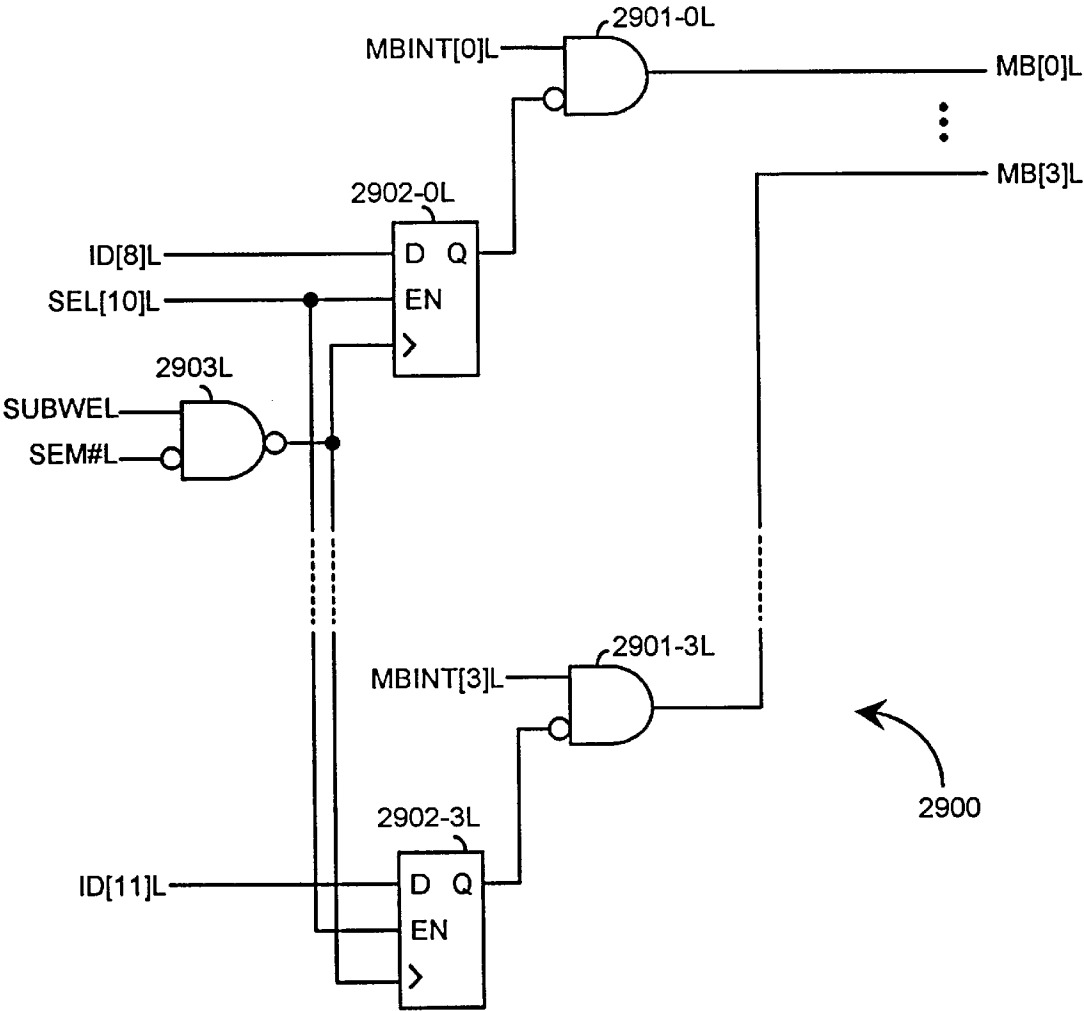 2901-0L
MBINT[0]L
MB[0]L
MB[3]L
2902-0L
ID[8]L
D Q
SEL[10]L
EN
2903L
SUBWEL
SEM#L
2901-3L
MBINT[3]L
2900
2902-3L
ID[11]L
D Q
EN